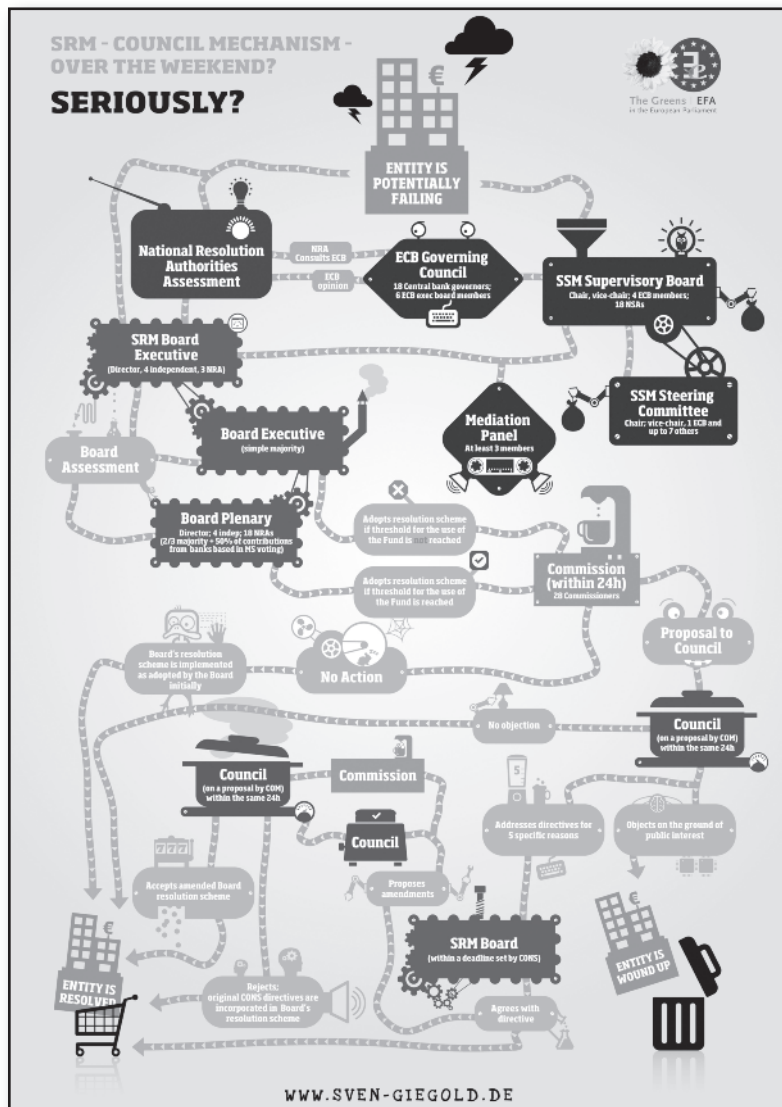 SRM - COUNCIL MECHANISM -
OVER THE WEEKEND?
SERIOUSLY?
€
The Greens | EFA
in the European Parliament
ENTITY IS
POTENTIALLY
FAILING
National Resolution
Authorities
Assessment
NRA
Consults ECB
ECB
opinion
ECB Governing
Council
18 Central bank governors;
6 ECB exec board members
SSM Supervisory Board
Chair, vice-chair; 4 ECB members;
18 NSAs
SRM Board
Executive
(Director, 4 independent, 3 NRA)
SSM Steering
Committee
Chair; vice-chair, 1 ECB and
up to 7 others
Mediation
Panel
At least 3 members
Board Executive
(simple majority)
Board
Assessment
Board Plenary
Director; 4 indep; 18 NRAs
(2/3 majority + 50% of contributions
from banks based in MS voting)
Adopts resolution scheme
if threshold for the use of
the Fund is not reached
Adopts resolution scheme
if threshold for the use of
the Fund is reached
Commission
(within 24h)
28 Commissioners
Proposal to
Council
Board's resolution
scheme is implemented
as adopted by the Board
initially
No Action
No objection
Council
(on a proposal by COM)
within the same 24h
Council
(on a proposal by COM)
within the same 24h
Commission
Council
5
Addresses directives for
5 specific reasons
Objects on the ground of
public interest
777
Accepts amended Board
resolution scheme
Proposes
amendments
SRM Board
(within a deadline set by CONS)
€
ENTITY IS
RESOLVED
€
ENTITY IS
WOUND UP
Rejects;
original CONS directives are
incorporated in Board's
resolution scheme
Agrees with
directive
WWW.SVEN-GIEGOLD.DE